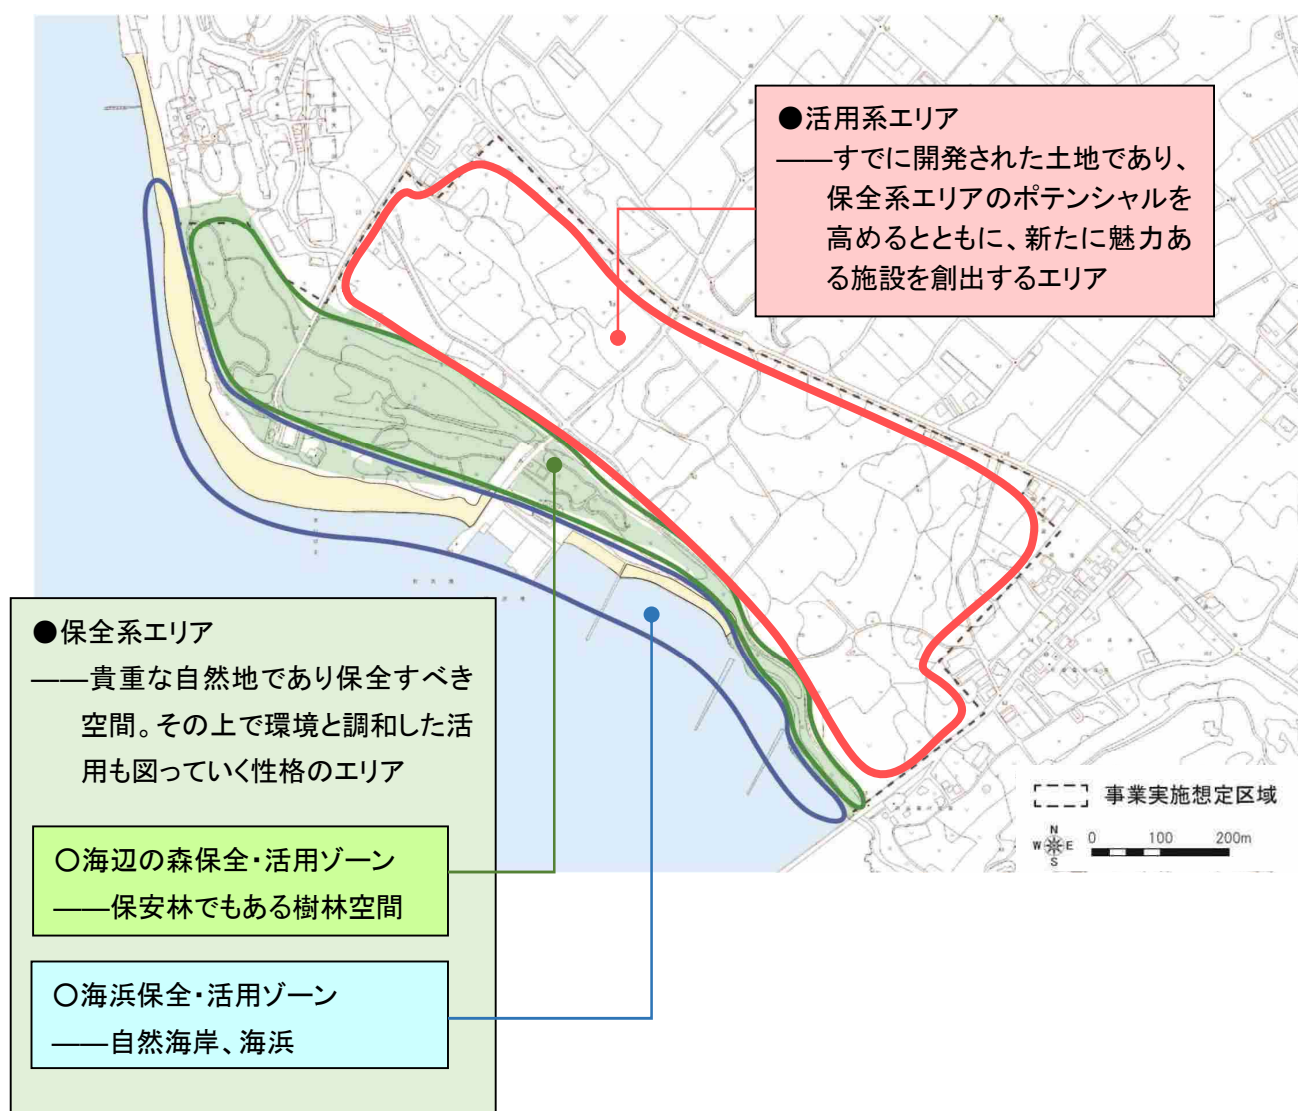 ●活用系エリア
――すでに開発された土地であり、
保全系エリアのポテンシャルを
高めるとともに、新たに魅力あ
る施設を創出するエリア
●保全系エリア
――貴重な自然地であり保全すべき
空間。その上で環境と調和した活
用も図っていく性格のエリア
○海辺の森保全・活用ゾーン
――保安林でもある樹林空間
○海浜保全・活用ゾーン
――自然海岸、海浜
事業実施想定区域
N
W E
S
0 100 200m